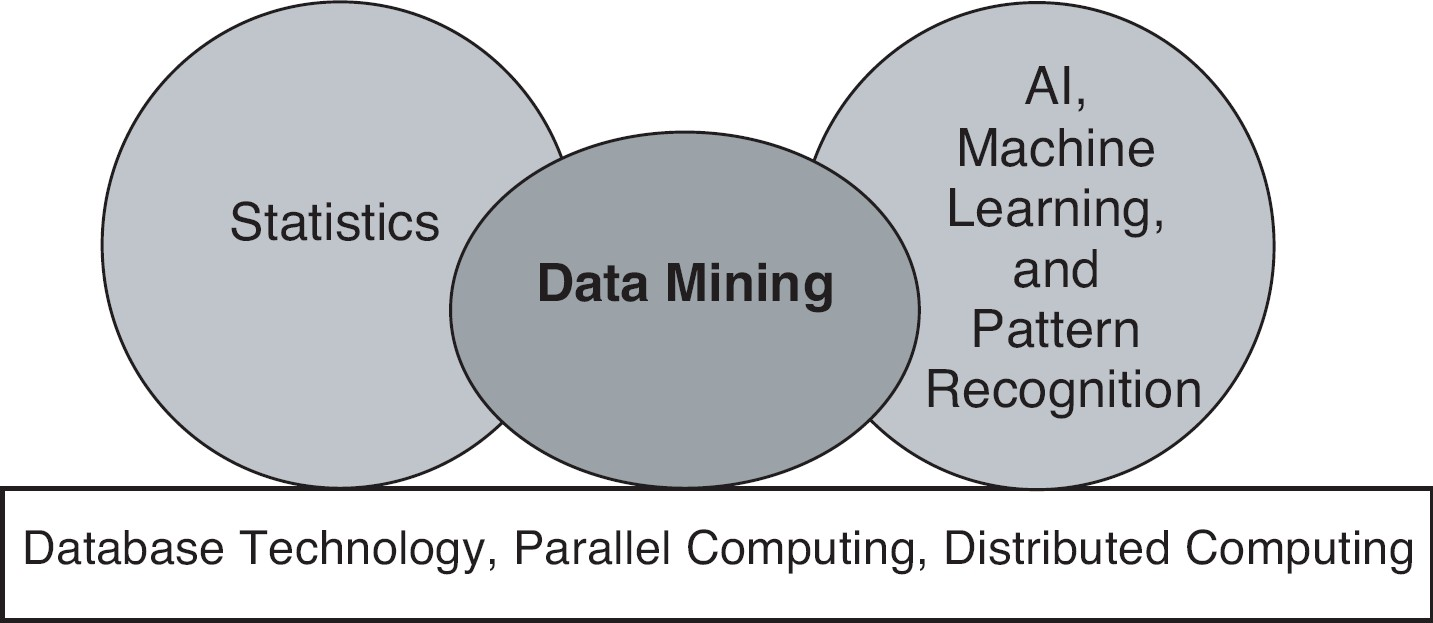 Statistics
Data Mining
AI,
Machine
Learning,
and
Pattern
Recognition
Database Technology, Parallel Computing, Distributed Computing